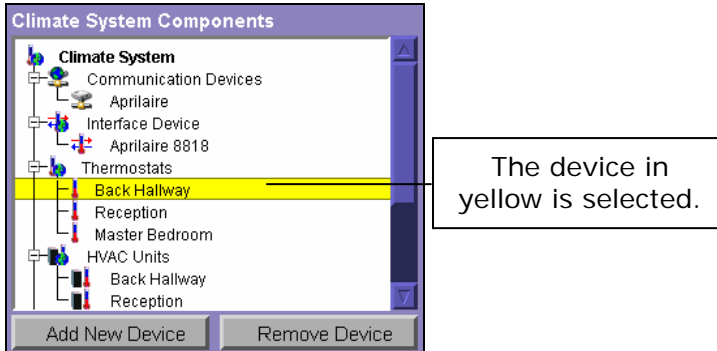 Climate System Components
Climate System
Communication Devices
Aprilaire
Interface Device
Aprilaire 8818
Thermostats
Back Hallway
Reception
Master Bedroom
HVAC Units
Back Hallway
Reception
Add New Device
Remove Device
The device in
yellow is selected.